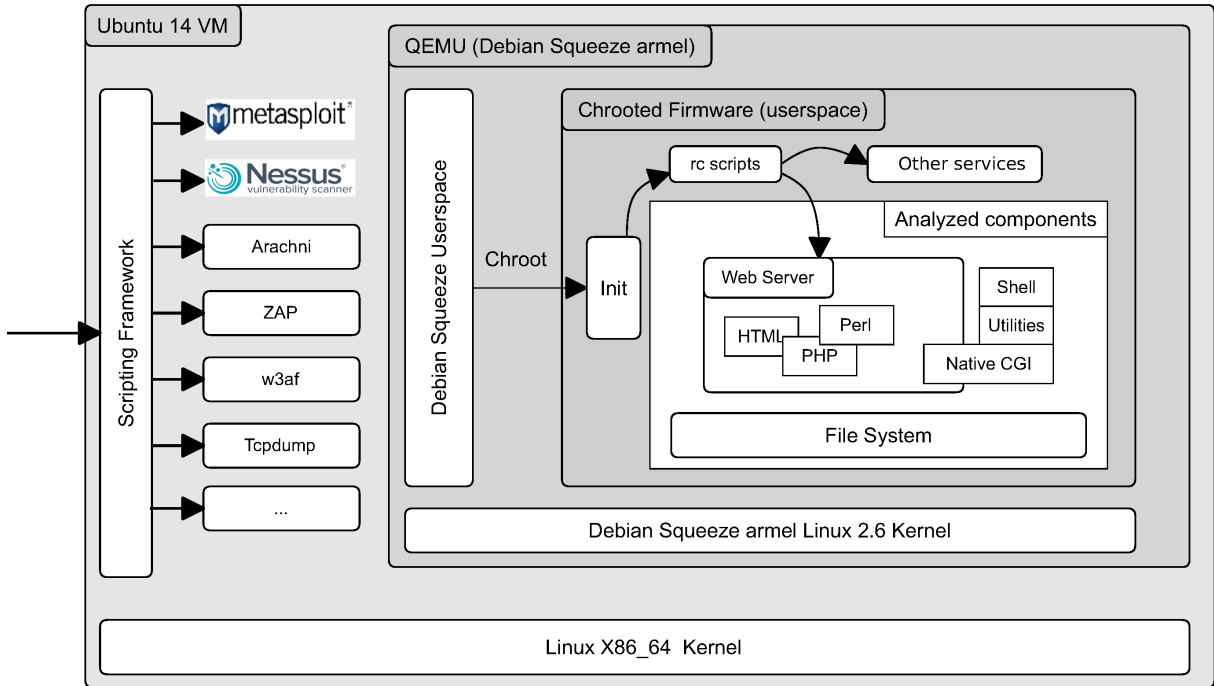 Ubuntu 14 VM
QEMU (Debian Squeeze armel)
Scripting Framework
metasploit
Nessus
vulnerability scanner
Arachni
ZAP
w3af
Tcpdump
...
Debian Squeeze Userspace
Chroot
Chrooted Firmware (userspace)
rc scripts
Other services
Init
Analyzed components
Web Server
HTML
PHP
Perl
Shell
Utilities
Native CGI
File System
Debian Squeeze armel Linux 2.6 Kernel
Linux X86_64 Kernel